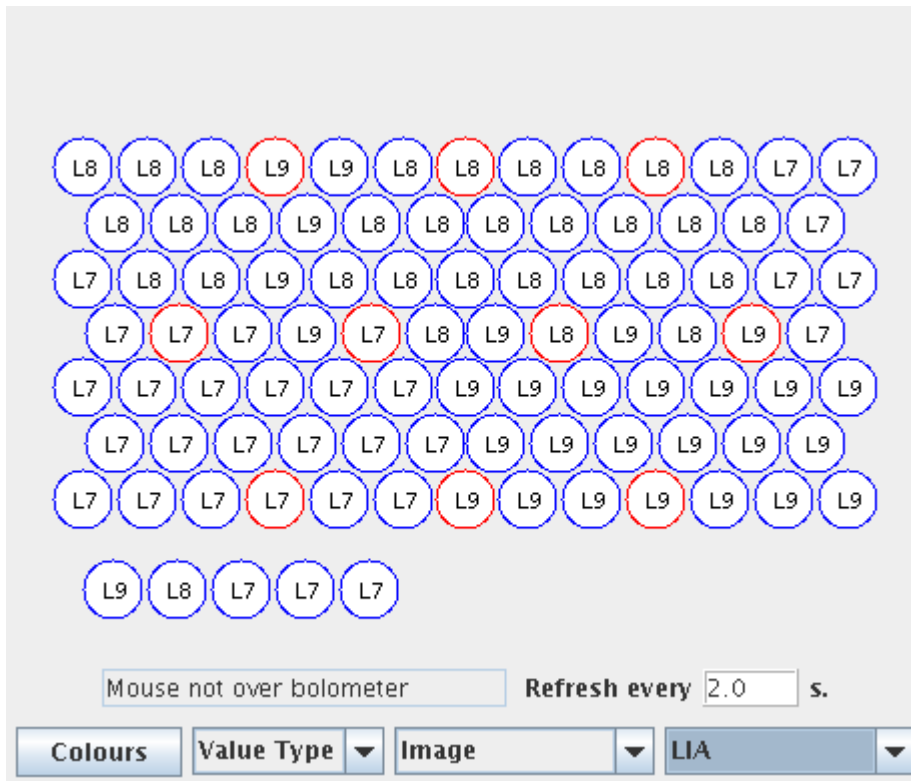 L8 L8 L8 L9 L9 L8 L8 L8 L8 L8 L8 L7 L7
L8 L8 L8 L9 L8 L8 L8 L8 L8 L8 L8 L7
L7 L8 L8 L9 L8 L8 L8 L8 L8 L8 L8 L7 L7
L7 L7 L7 L9 L7 L8 L9 L8 L9 L8 L9 L7
L7 L7 L7 L7 L7 L7 L9 L9 L9 L9 L9 L9 L9
L7 L7 L7 L7 L7 L7 L9 L9 L9 L9 L9 L9
L7 L7 L7 L7 L7 L7 L9 L9 L9 L9 L9 L9 L9
L9 L8 L7 L7 L7
Mouse not over bolometer Refresh every 2.0 s.
Colours Value Type Image LIA